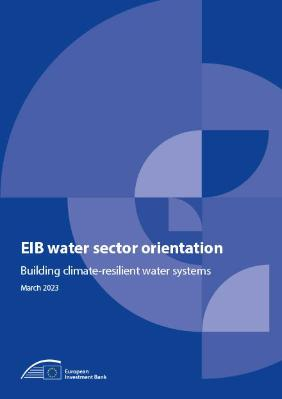 EIB water sector orientation
Building climate-resilient water systems
March 2023
European
Investment Bank